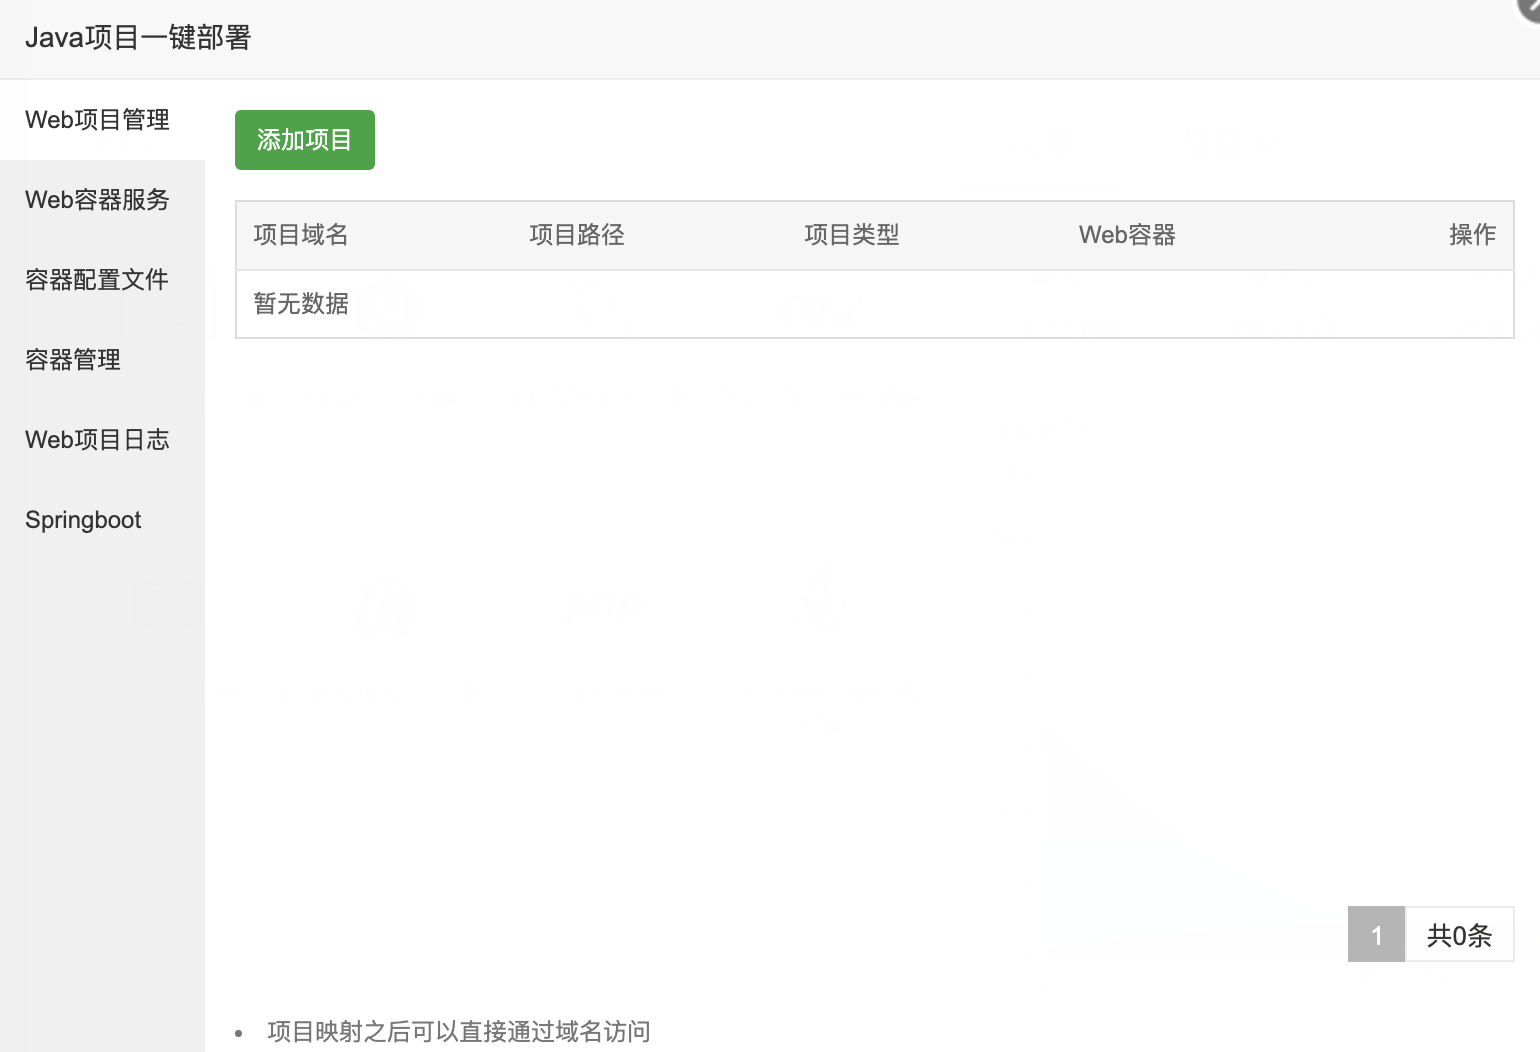 Java项目一键部署
Web项目管理
Web容器服务
容器配置文件
容器管理
Web项目日志
Springboot
添加项目
项目域名 项目路径 项目类型 Web容器 操作
暂无数据
1 共0条
• 项目映射之后可以直接通过域名访问